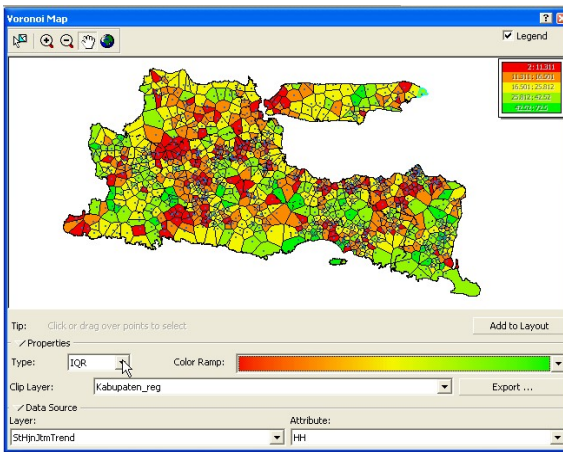 Voronoi Map
Legend
2 : 11.311
11.311 : 16.501
16.501 : 25.812
25.812 : 42.52
Tip: Click or drag over points to select
Add to Layout
Properties
Type: IQR Color Ramp:
Clip Layer: Kabupaten_reg Export ...
Data Source
Layer: Attribute:
StHjnJtmTrend HH